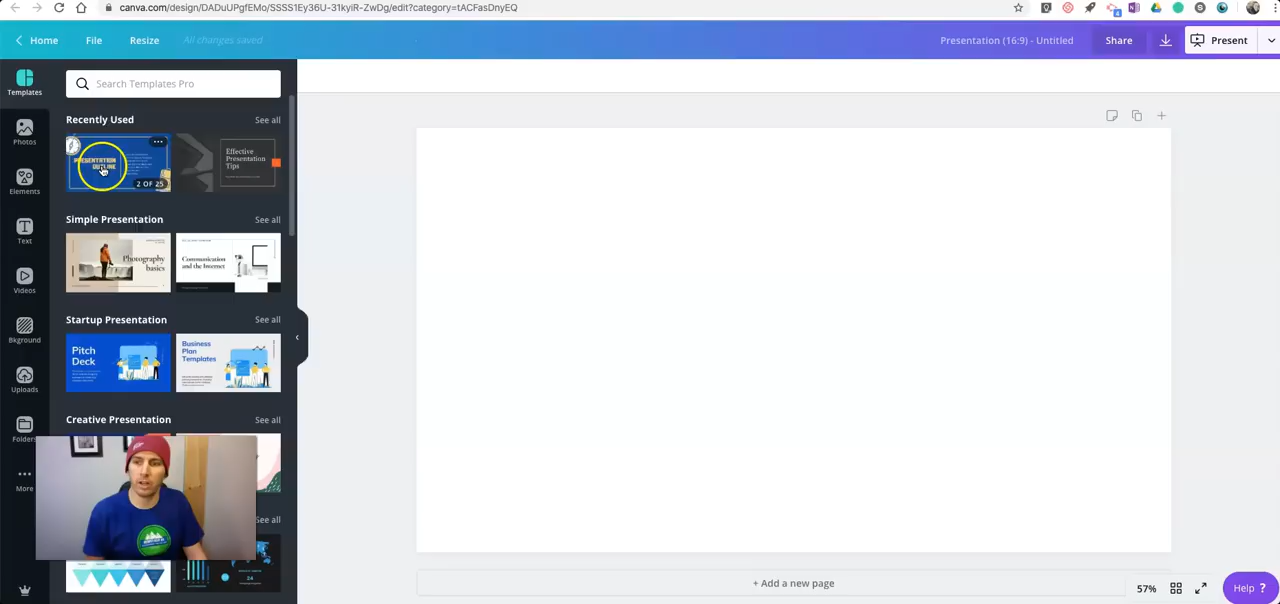 canva.com/design/DADuUPgfEMo/SSSS1Ey36U-31kyiR-ZwDg/edit?category=tACFasDnyEQ
Home
File
Resize
All changes saved
Presentation (16:9) - Untitled
Share
Present
Templates
Search Templates Pro
Recently Used
See all
Photos
PRESENTATION
OUTLINE
2 OF 25
Effective
Presentation
Tips
Elements
Simple Presentation
See all
Text
Photography
basics
Communication
and the Internet
Videos
Startup Presentation
See all
Bkground
Pitch
Deck
Business
Plan
Templates
Uploads
Creative Presentation
See all
Folders
More
See all
+ Add a new page
57%
Help ?